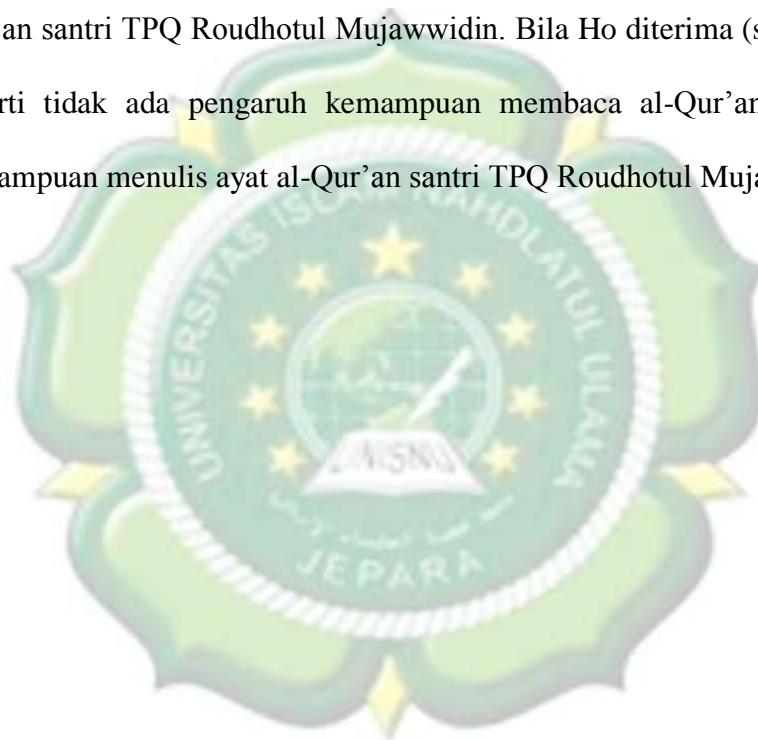 an santri TPQ Roudhotul Mujawwidin. Bila Ho diterima (s
rti tidak ada pengaruh kemampuan membaca al-Qur’an
ampuan menulis ayat al-Qur’an santri TPQ Roudhotul Muja
UNIVERSITAS ISLAM NAHDLATUL ULAMA
UNISNU
JEPARA